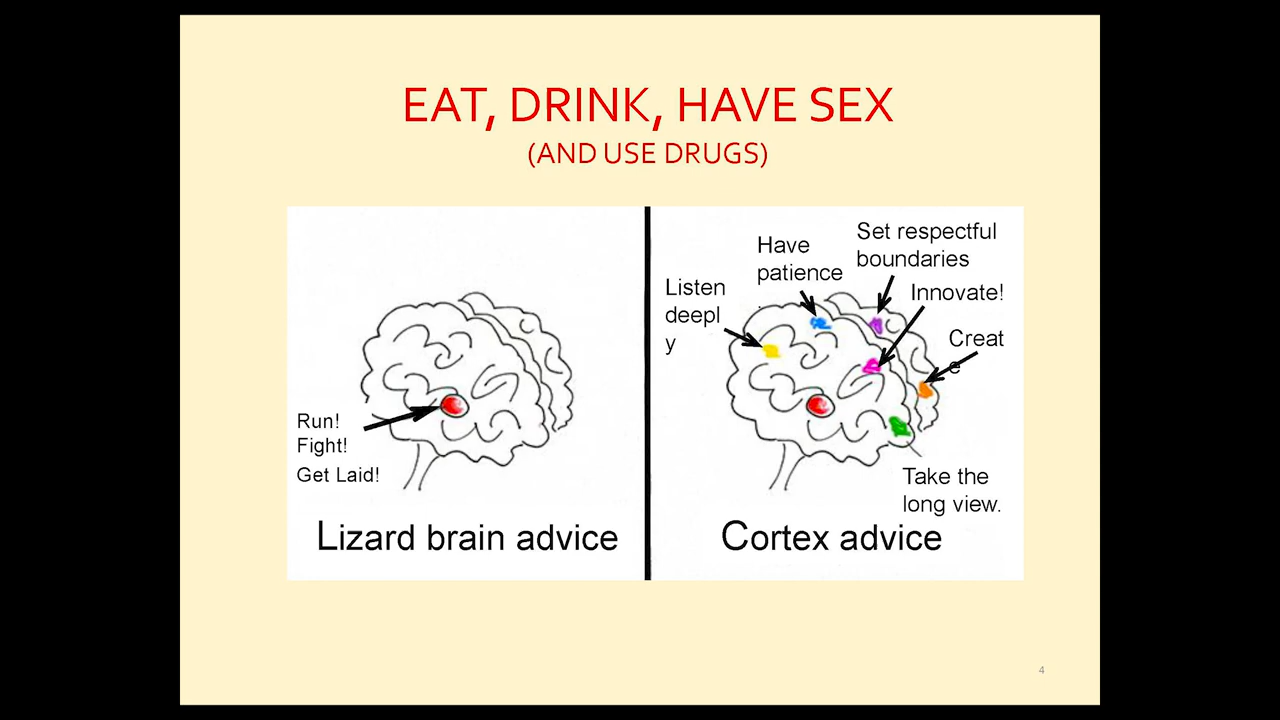 EAT, DRINK, HAVE SEX
(AND USE DRUGS)
Run!
Fight!
Get Laid!
Lizard brain advice
Listen
deepl
y
Have
patience
.
Set respectful
boundaries
Innovate!
Creat
e
Take the
long view.
Cortex advice
4